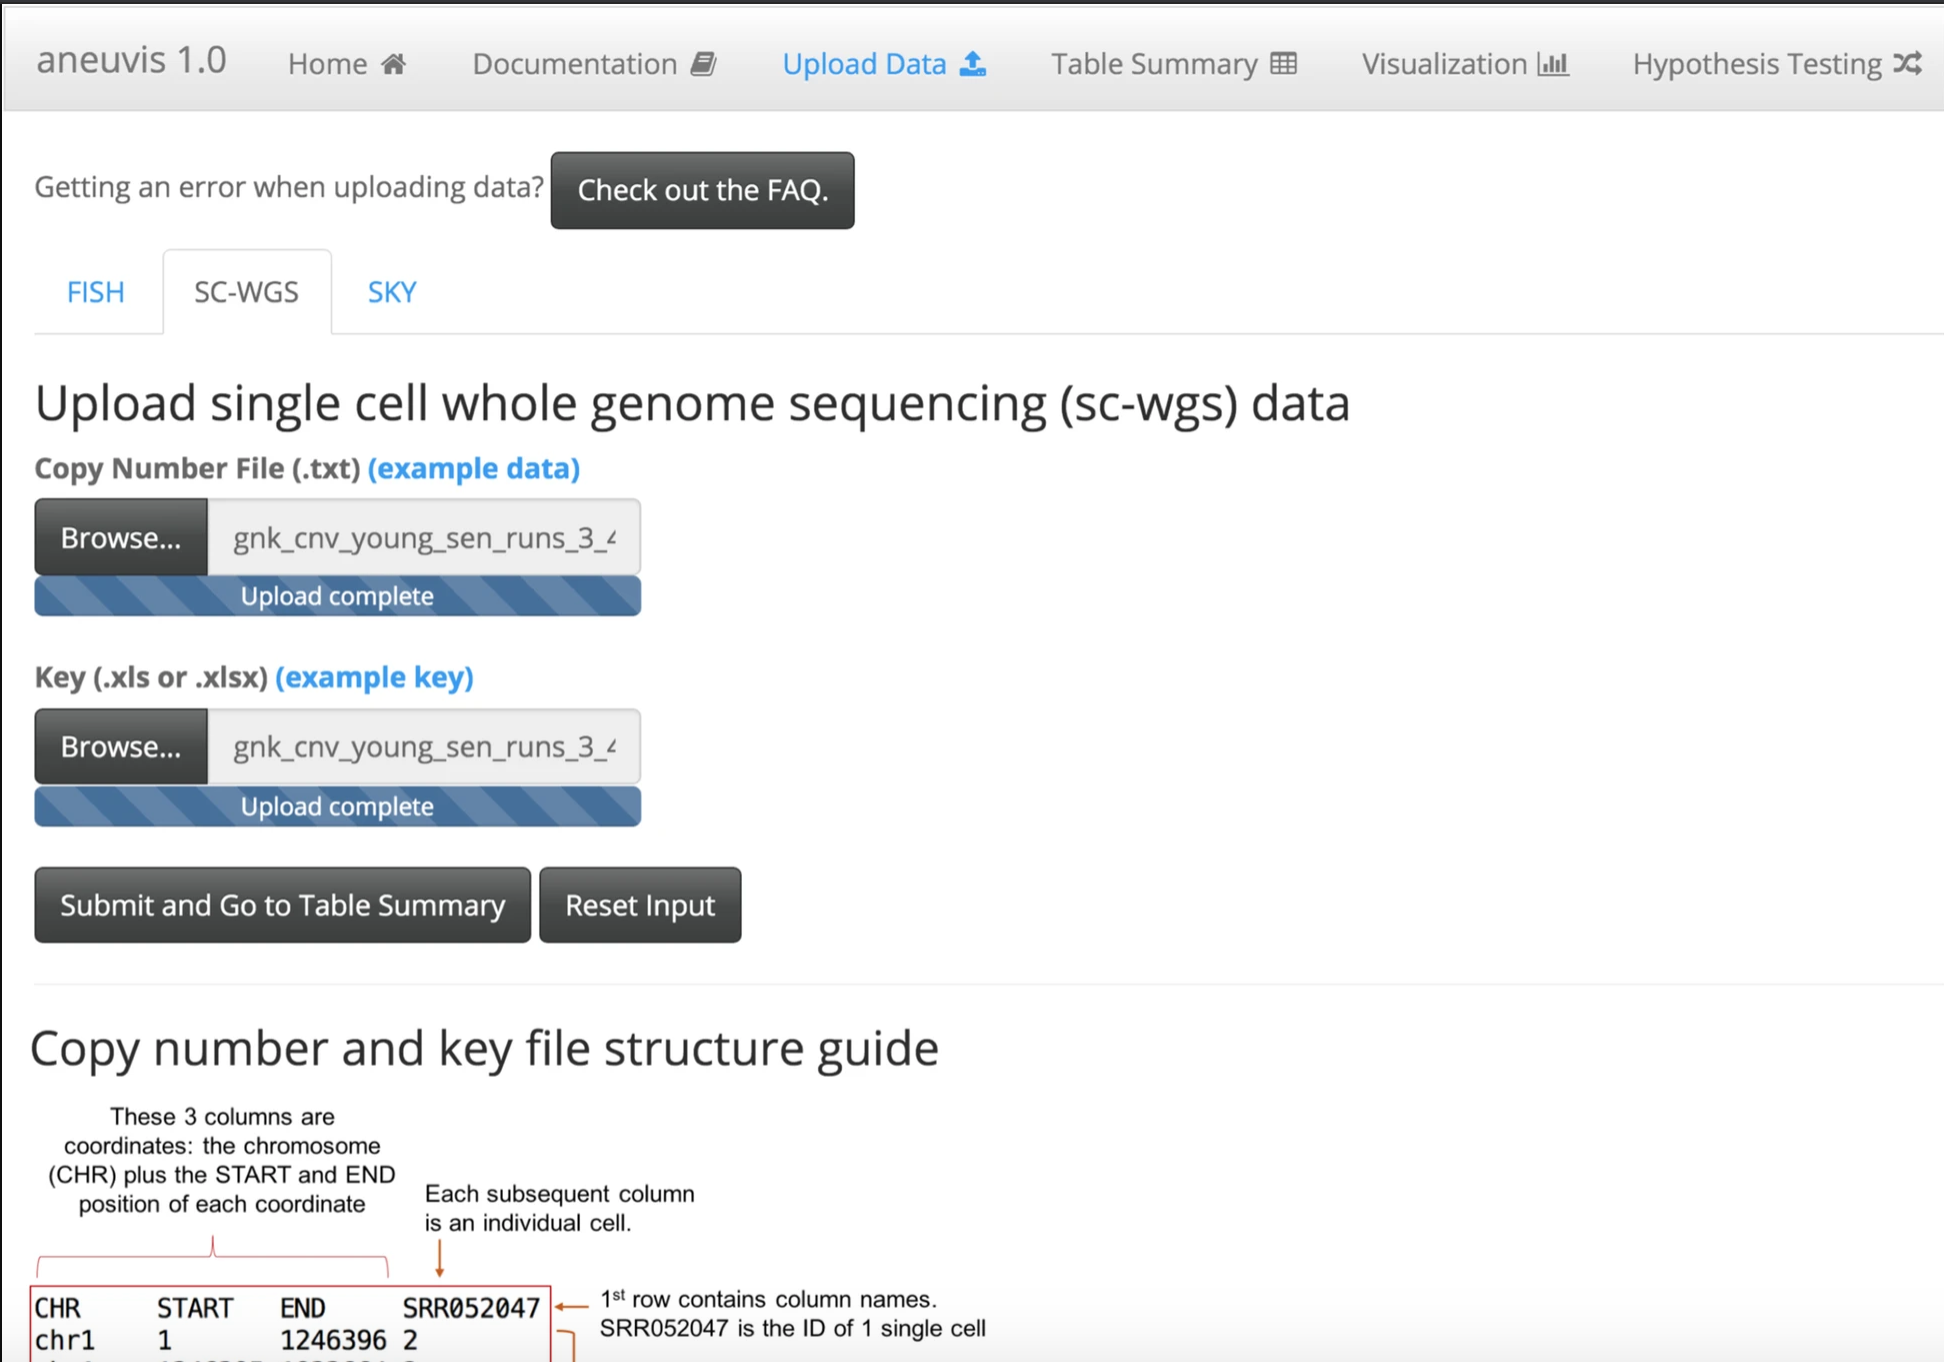 aneuvis 1.0 Home Documentation Upload Data Table Summary Visualization Hypothesis Testing
Getting an error when uploading data? Check out the FAQ.
FISH SC-WGS SKY
Upload single cell whole genome sequencing (sc-wgs) data
Copy Number File (.txt) (example data)
Browse... gnk_cnv_young_sen_runs_3_
Upload complete
Key (.xls or .xlsx) (example key)
Browse... gnk_cnv_young_sen_runs_3_
Upload complete
Submit and Go to Table Summary Reset Input
Copy number and key file structure guide
These 3 columns are
coordinates: the chromosome
(CHR) plus the START and END
position of each coordinate
Each subsequent column
is an individual cell.
CHR START END SRR052047
chr1 1 1246396 2
1st row contains column names.
SRR052047 is the ID of 1 single cell